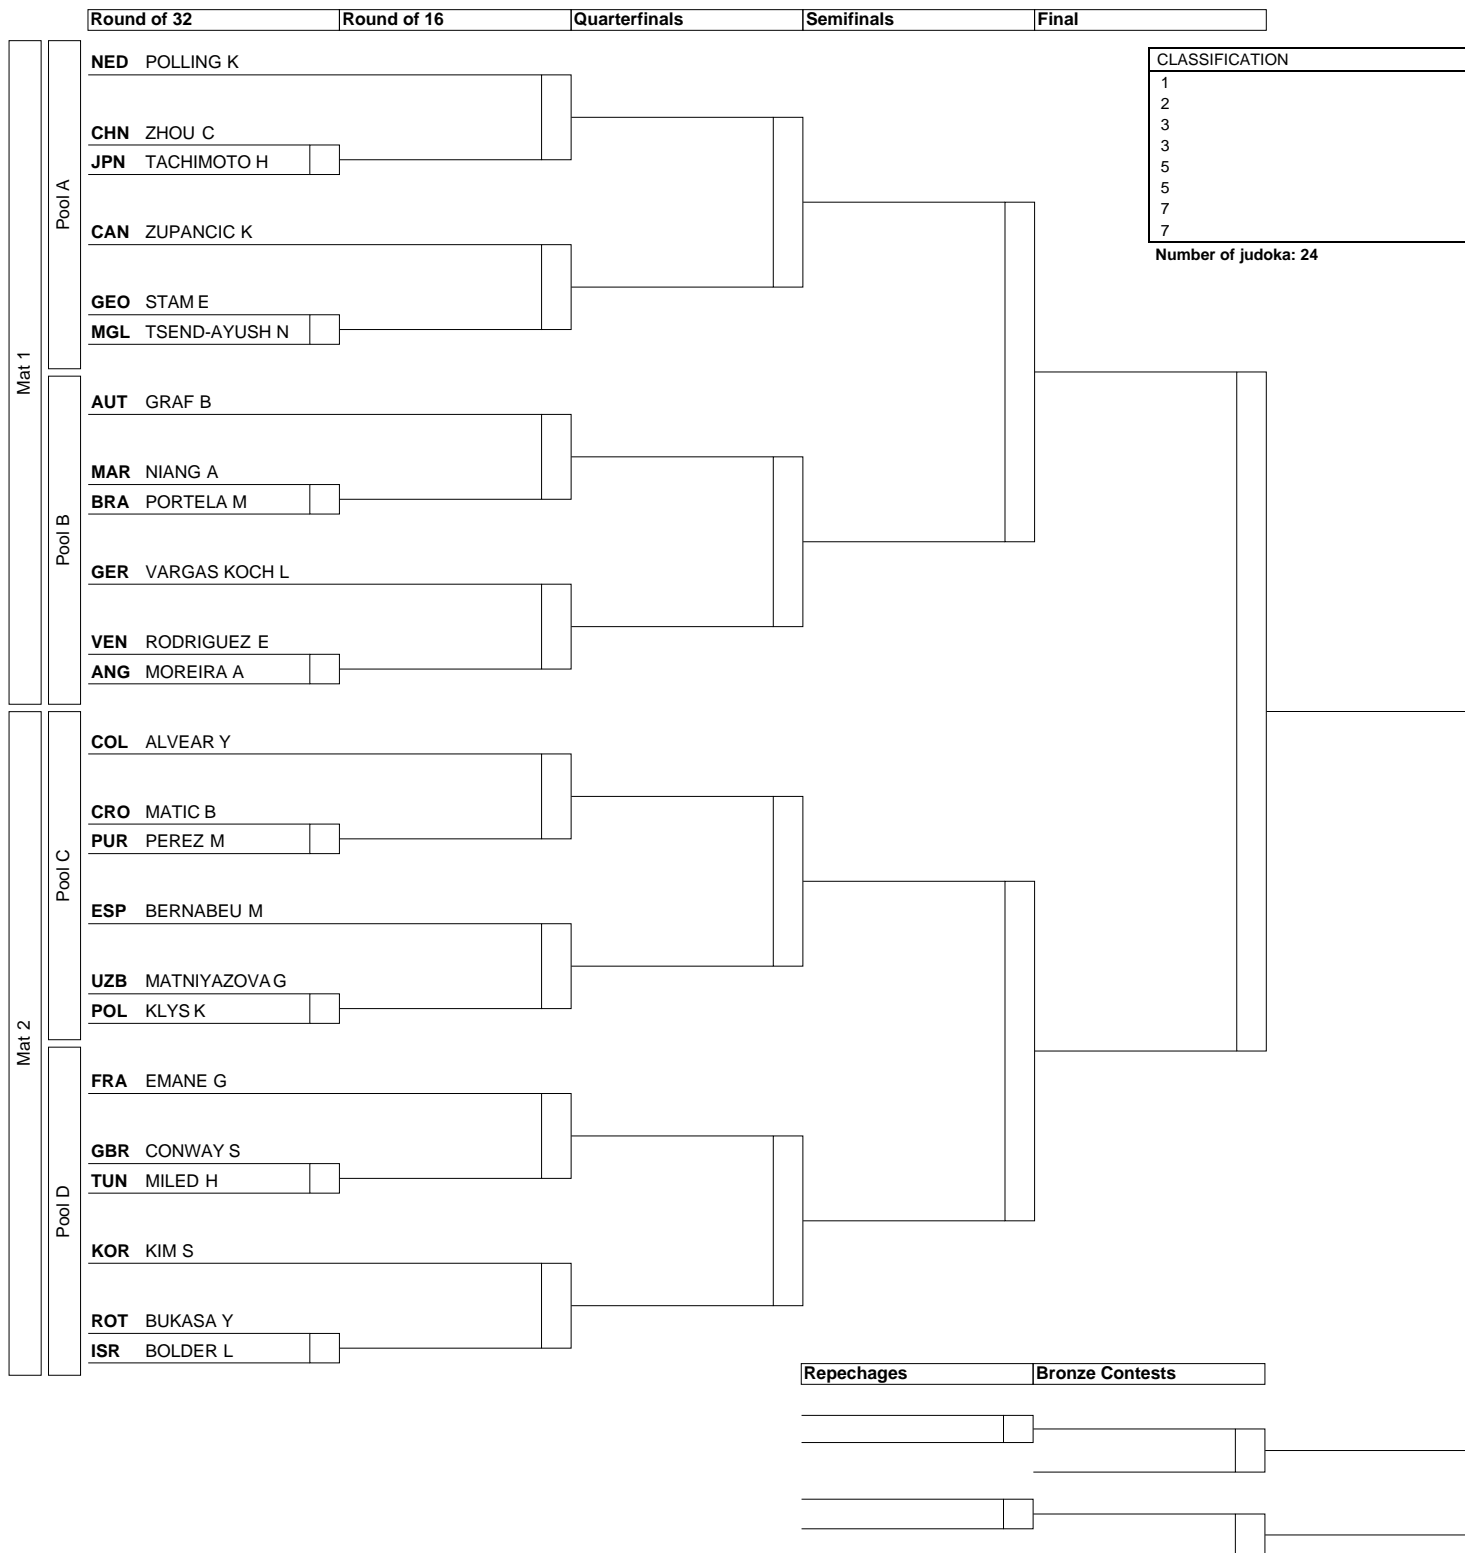 Round of 32 Round of 16 Quarterfinals Semifinals Final
CLASSIFICATION
1
2
3
3
5
5
7
7
Number of judoka: 24
Mat 1
Pool A
NED POLLING K
CHN ZHOU C
JPN TACHIMOTO H
CAN ZUPANCIC K
GEO STAM E
MGL TSEND-AYUSH N
Pool B
AUT GRAF B
MAR NIANG A
BRA PORTELA M
GER VARGAS KOCH L
VEN RODRIGUEZ E
ANG MOREIRA A
Mat 2
Pool C
COL ALVEAR Y
CRO MATIC B
PUR PEREZ M
ESP BERNABEU M
UZB MATNIYAZOVA G
POL KLYS K
Pool D
FRA EMANE G
GBR CONWAY S
TUN MILED H
KOR KIM S
ROT BUKASA Y
ISR BOLDER L
Repechages Bronze Contests